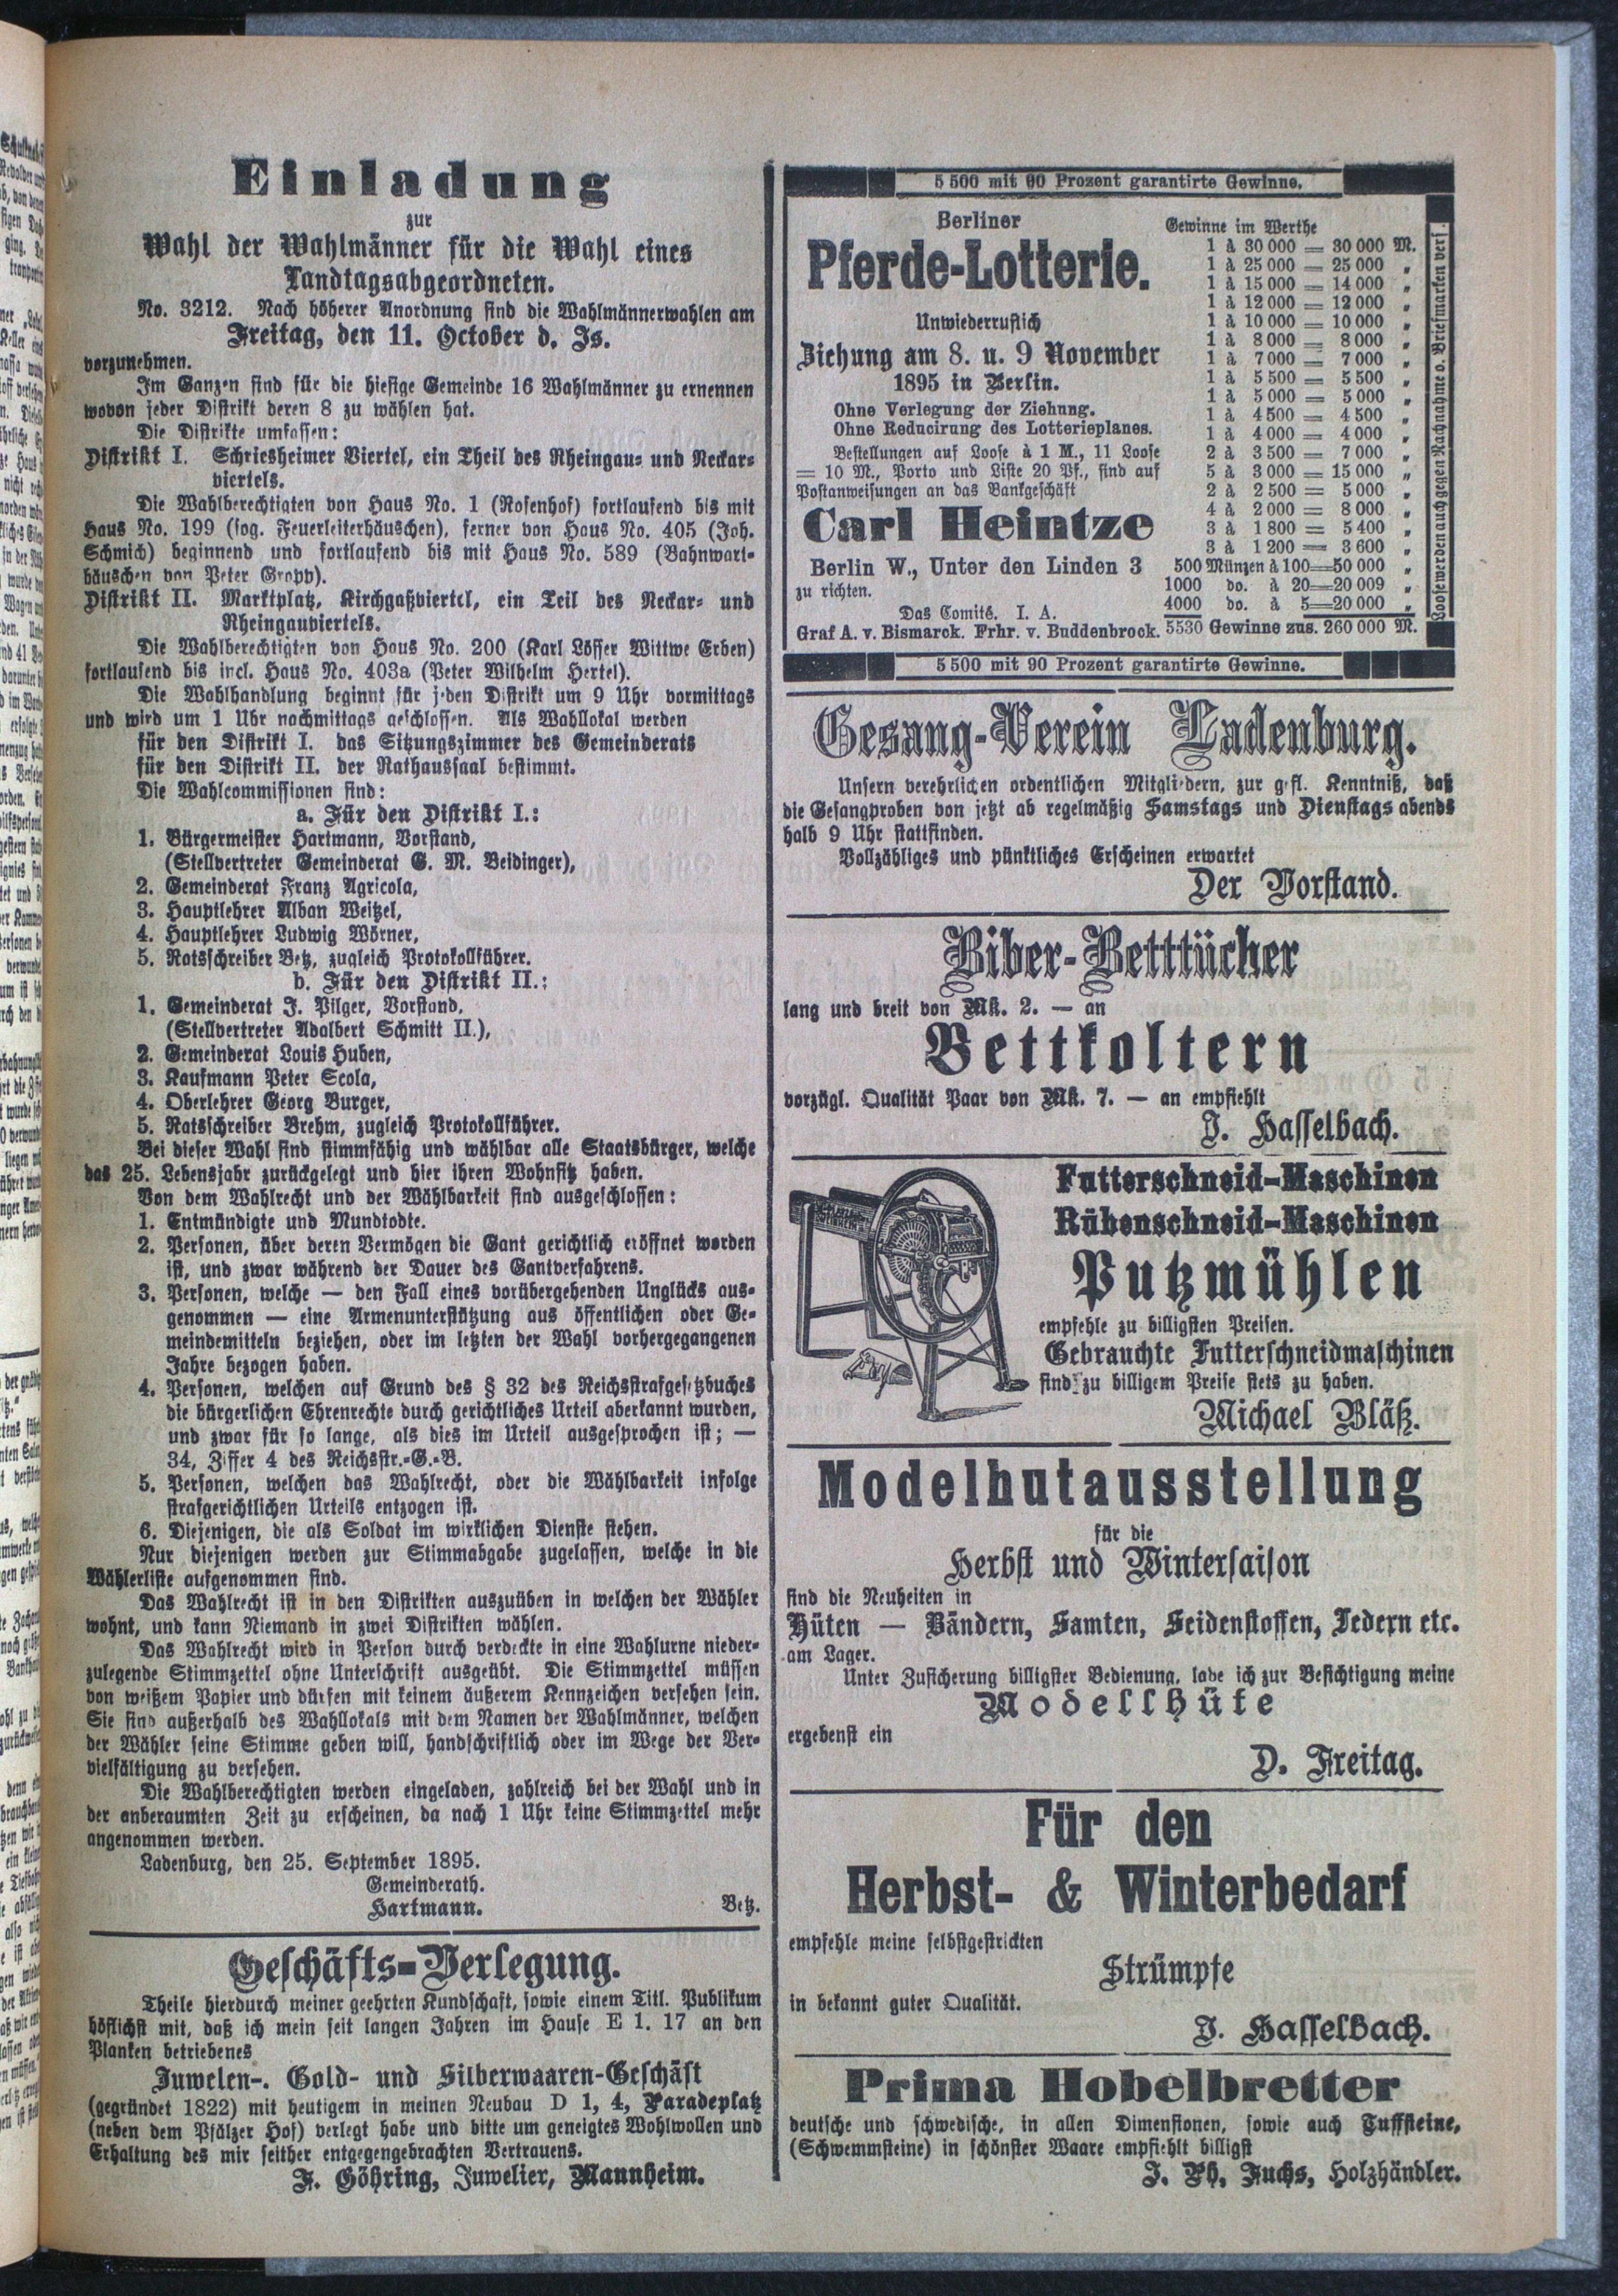 Einladung
zur
Wahl der Wahlmänner für die Wahl eines
Landtagsabgeordneten.
No. 3212. Nach höherer Anordnung sind die Wahlmännerwahlen am
Freitag, den 11. October d. Js.
vorzunehmen.
Im Ganzen sind für die hiesige Gemeinde 16 Wahlmänner zu ernennen
wovon jeder Distrikt deren 8 zu wählen hat.
Die Distrikte umfassen:
Distrikt I. Schriesheimer Viertel, ein Theil des Rheingau- und Neckar-
viertels.
Die Wahlberechtigten von Haus No. 1 (Rosenhof) fortlaufend bis mit
Haus No. 199 (sog. Feuerleiterhäuschen), ferner von Haus No. 405 (Joh.
Schmich) beginnend und fortlaufend bis mit Haus No. 589 (Bahnwart-
häuschen von Peter Gropp).
Distrikt II. Marktplatz, Kirchgaßviertel, ein Teil des Neckar- und
Rheingauviertels.
Die Wahlberechtigten von Haus No. 200 (Karl Löffer Wittwe Erben)
fortlaufend bis incl. Haus No. 403a (Peter Wilhelm Hertel).
Die Wahlhandlung beginnt für jeden Distrikt um 9 Uhr vormittags
und wird um 1 Uhr nachmittags geschlossen. Als Wahllokal werden
für den Distrikt I. das Sitzungszimmer des Gemeinderats
für den Distrikt II. der Rathaussaal bestimmt.
Die Wahlcommissionen sind:
a. Für den Distrikt I.:
1. Bürgermeister Hartmann, Vorstand,
(Stellvertreter Gemeinderat G. M. Beidinger),
2. Gemeinderat Franz Agricola,
3. Hauptlehrer Alban Weitzel,
4. Hauptlehrer Ludwig Wörner,
5. Ratsschreiber Betz, zugleich Protokollführer.
b. Für den Distrikt II.:
1. Gemeinderat J. Pilger, Vorstand,
(Stellvertreter Adalbert Schmitt II.),
2. Gemeinderat Louis Huben,
3. Kaufmann Peter Scola,
4. Oberlehrer Georg Burger,
5. Ratsschreiber Brehm, zugleich Protokollführer.
Bei dieser Wahl sind stimmfähig und wählbar alle Staatsbürger, welche
das 25. Lebensjahr zurückgelegt und hier ihren Wohnsitz haben.
Von dem Wahlrecht und der Wählbarkeit sind ausgeschlossen:
1. Entmündigte und Mundtodte.
2. Personen, über deren Vermögen die Gant gerichtlich eröffnet worden
ist, und zwar während der Dauer des Gantverfahrens.
3. Personen, welche — den Fall eines vorübergehenden Unglücks aus-
genommen — eine Armenunterstützung aus öffentlichen oder Ge-
meindemitteln beziehen, oder im letzten der Wahl vorhergegangenen
Jahre bezogen haben.
4. Personen, welchen auf Grund des § 32 des Reichsstrafgesetzbuches
die bürgerlichen Ehrenrechte durch gerichtliches Urteil aberkannt wurden,
und zwar für so lange, als dies im Urteil ausgesprochen ist; —
34, Ziffer 4 des Reichsstr.-G.-B.
5. Personen, welchen das Wahlrecht, oder die Wählbarkeit infolge
strafgerichtlichen Urteils entzogen ist.
6. Diejenigen, die als Soldat im wirklichen Dienste stehen.
Nur diejenigen werden zur Stimmabgabe zugelassen, welche in die
Wählerliste aufgenommen sind.
Das Wahlrecht ist in den Distrikten auszuüben in welchen der Wähler
wohnt, und kann Niemand in zwei Distrikten wählen.
Das Wahlrecht wird in Person durch verdeckte in eine Wahlurne nieder-
zulegende Stimmzettel ohne Unterschrift ausgeübt. Die Stimmzettel müssen
von weißem Papier und dürfen mit keinem äußerem Kennzeichen versehen sein.
Sie sind außerhalb des Wahllokals mit dem Namen der Wahlmänner, welchen
der Wähler seine Stimme geben will, handschriftlich oder im Wege der Ver-
vielfältigung zu versehen.
Die Wahlberechtigten werden eingeladen, zahlreich bei der Wahl und in
der anberaumten Zeit zu erscheinen, da nach 1 Uhr keine Stimmzettel mehr
angenommen werden.
Ladenburg, den 25. September 1895.
Gemeinderath.
Hartmann. Betz.
Geschäfts-Verlegung.
Theile hierdurch meiner geehrten Kundschaft, sowie einem Titl. Publikum
höflichst mit, daß ich mein seit langen Jahren im Hause E 1. 17 an den
Planken betriebenes
Juwelen-. Gold- und Silberwaaren-Geschäft
(gegründet 1822) mit heutigem in meinen Neubau D 1, 4, Paradeplatz
(neben dem Pfälzer Hof) verlegt habe und bitte um geneigtes Wohlwollen und
Erhaltung des mir seither entgegengebrachten Vertrauens.
F. Göhring, Juwelier, Mannheim.
5 500 mit 90 Prozent garantirte Gewinne.
Berliner
Pferde-Lotterie.
Unwiederruflich
Ziehung am 8. u. 9 November
1895 in Berlin.
Ohne Verlegung der Ziehung.
Ohne Reducirung des Lotterieplanes.
Bestellungen auf Loose à 1 M., 11 Loose
= 10 M., Porto und Liste 20 Pf., sind auf
Postanweisungen an das Bankgeschäft
Carl Heintze
Berlin W., Unter den Linden 3
zu richten.
Das Comité. I. A.
Graf A. v. Bismarck. Frhr. v. Buddenbrock.
Gewinne im Werthe
1 à 30 000 = 30 000 M.
1 à 25 000 = 25 000 „
1 à 15 000 = 14 000 „
1 à 12 000 = 12 000 „
1 à 10 000 = 10 000 „
1 à 8 000 = 8 000 „
1 à 7 000 = 7 000 „
1 à 5 500 = 5 500 „
1 à 5 000 = 5 000 „
1 à 4 500 = 4 500 „
1 à 4 000 = 4 000 „
2 à 3 500 = 7 000 „
5 à 3 000 = 15 000 „
2 à 2 500 = 5 000 „
4 à 2 000 = 8 000 „
3 à 1 800 = 5 400 „
3 à 1 200 = 3 600 „
500 Münzen à 100=50 000 „
1000 do. à 20=20 009 „
4000 do. à 5=20 000 „
5530 Gewinne zus. 260 000 M.
Loose werden auch gegen Nachnahme o. Briefmarken vers.
5 500 mit 90 Prozent garantirte Gewinne.
Gesang-Verein Ladenburg.
Unsern verehrlichen ordentlichen Mitgliedern, zur gefl. Kenntniß, daß
die Gesangproben von jetzt ab regelmäßig Samstags und Dienstags abends
halb 9 Uhr stattfinden.
Vollzähliges und pünktliches Erscheinen erwartet
Der Vorstand.
Biber-Betttücher
lang und breit von Mk. 2. — an
Bettkoltern
vorzügl. Qualität Paar von Mk. 7. — an empfiehlt
J. Hasselbach.
Futterschneid-Maschinen
Rübenschneid-Maschinen
Putzmühlen
empfehle zu billigsten Preisen.
Gebrauchte Futterschneidmaschinen
sind zu billigem Preise stets zu haben.
Michael Bläß.
Modelhutausstellung
für die
Herbst und Wintersaison
sind die Neuheiten in
Hüten — Bändern, Samten, Seidenstoffen, Federn etc.
am Lager.
Unter Zusicherung billigster Bedienung, lade ich zur Besichtigung meine
Modellhüte
ergebenst ein
D. Freitag.
Für den
Herbst- & Winterbedarf
empfehle meine selbstgestrickten
Strümpfe
in bekannt guter Qualität.
J. Hasselbach.
Prima Hobelbretter
deutsche und schwedische, in allen Dimensionen, sowie auch Tuffsteine,
(Schwemmsteine) in schönster Waare empfiehlt billigst
J. Ph. Fuchs, Holzhändler.